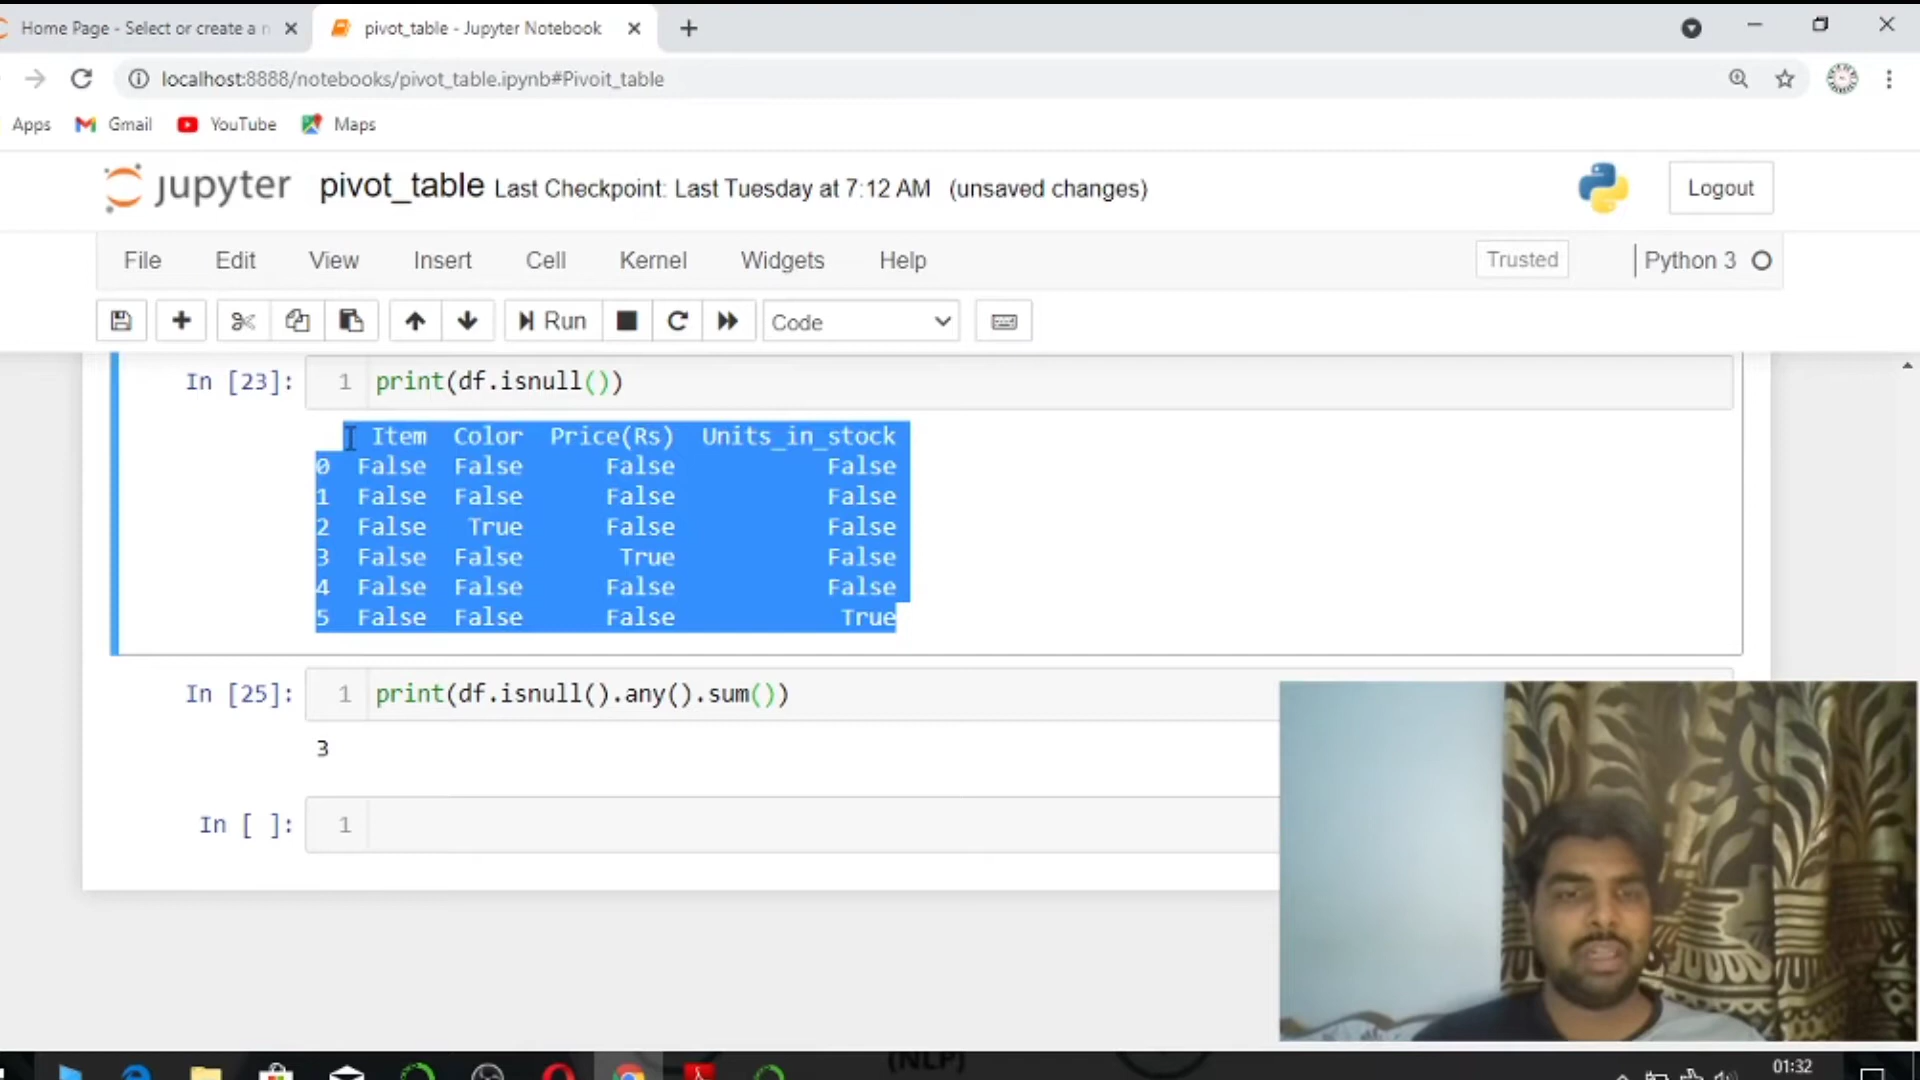 Home Page - Select or create a n
pivot_table - Jupyter Notebook
localhost:8888/notebooks/pivot_table.ipynb#Pivoit_table
Apps Gmail YouTube Maps
jupyter pivot_table Last Checkpoint: Last Tuesday at 7:12 AM (unsaved changes) Logout
File Edit View Insert Cell Kernel Widgets Help Trusted Python 3
Run Code
In [23]: 1 print(df.isnull())
Item Color Price(Rs) Units_in_stock
0 False False False False
1 False False False False
2 False True False False
3 False False True False
4 False False False False
5 False False False True
In [25]: 1 print(df.isnull().any().sum())
3
In [ ]: 1
(NLP)
01:32